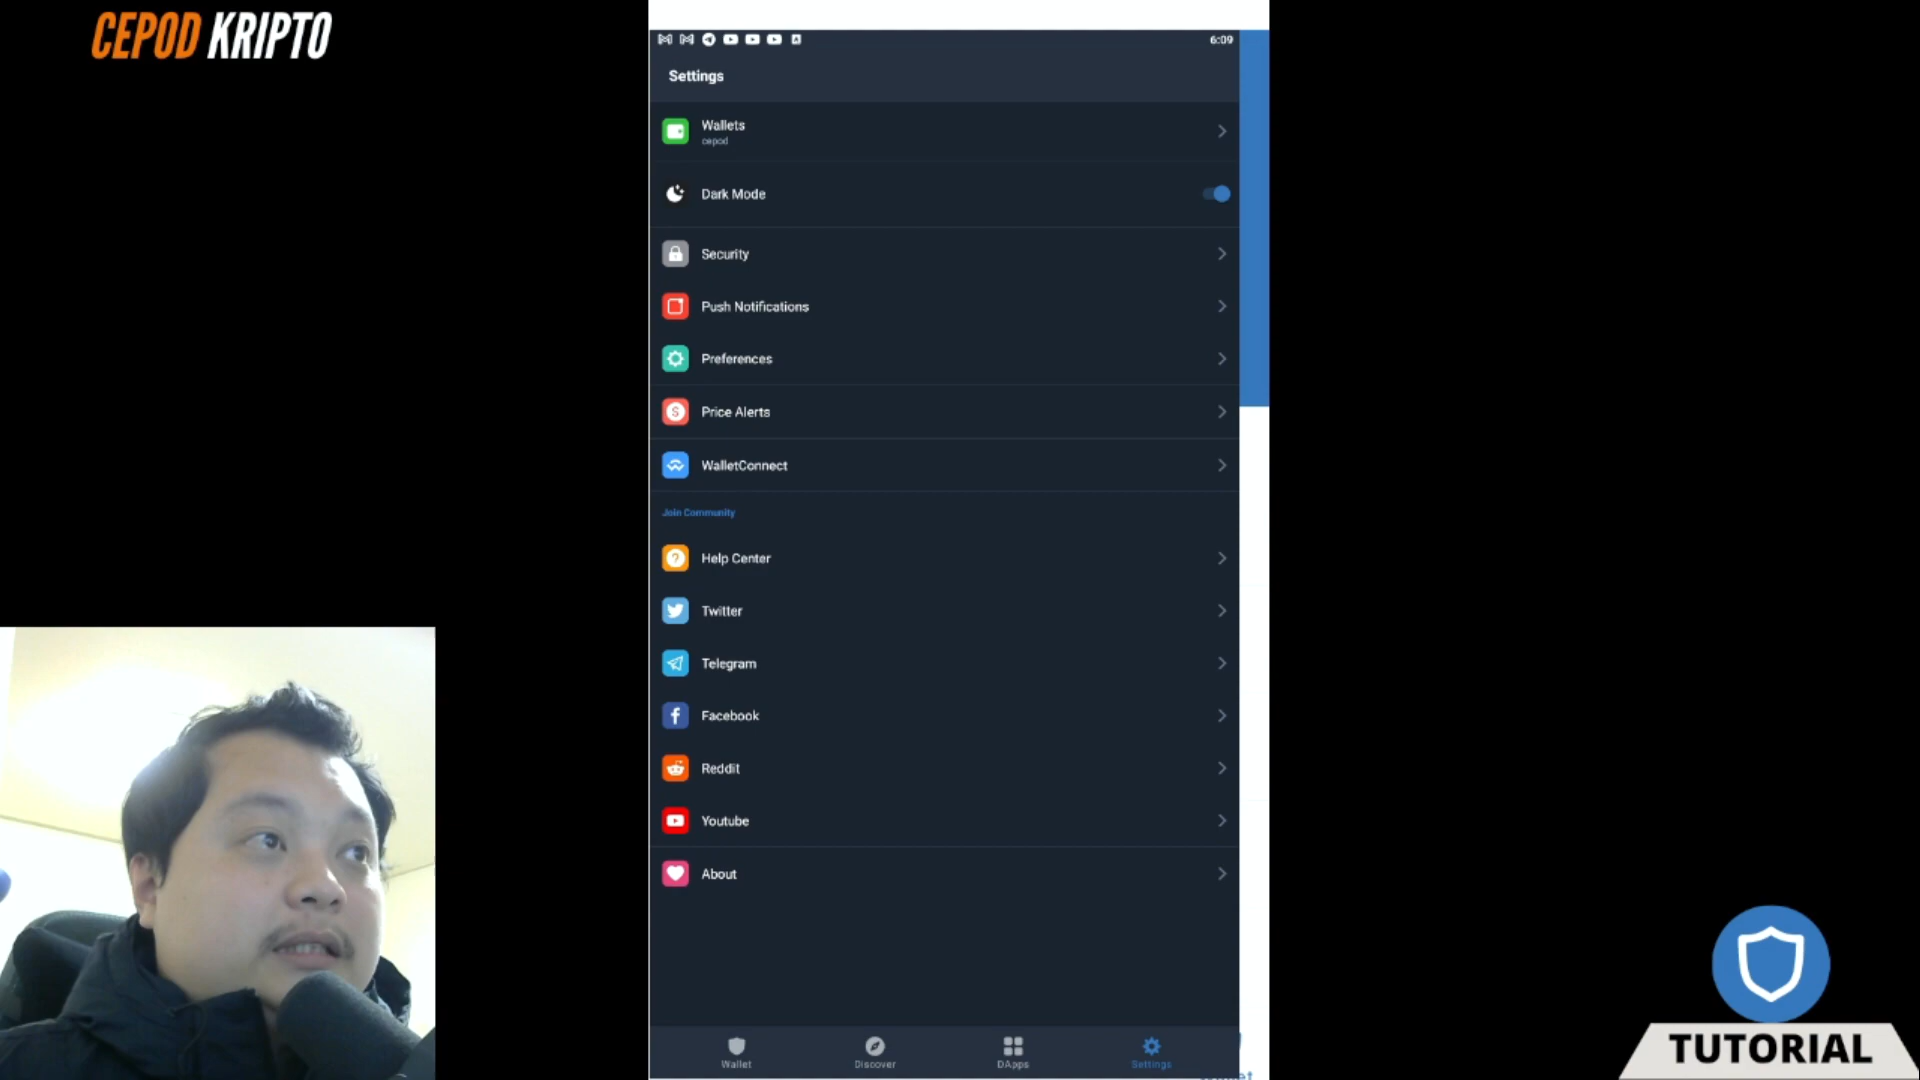 CEPOD KRIPTO
6:09
Settings
Wallets
cepod
Dark Mode
Security
Push Notifications
Preferences
Price Alerts
WalletConnect
Join Community
Help Center
Twitter
Telegram
Facebook
Reddit
Youtube
About
Wallet
Discover
DApps
Settings
TUTORIAL